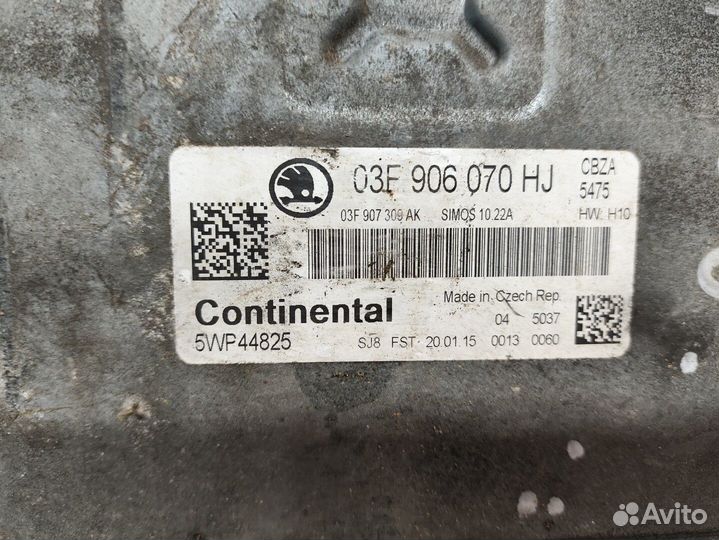 03F 906 070 HJ CBZA
5475
03F 907 309 AK SIMOS 10.22A HW: H10
Continental
5WP44825
Made in Czech Rep.
04 5037
SJ8 FST 20.01.15 0013 0060
Avito